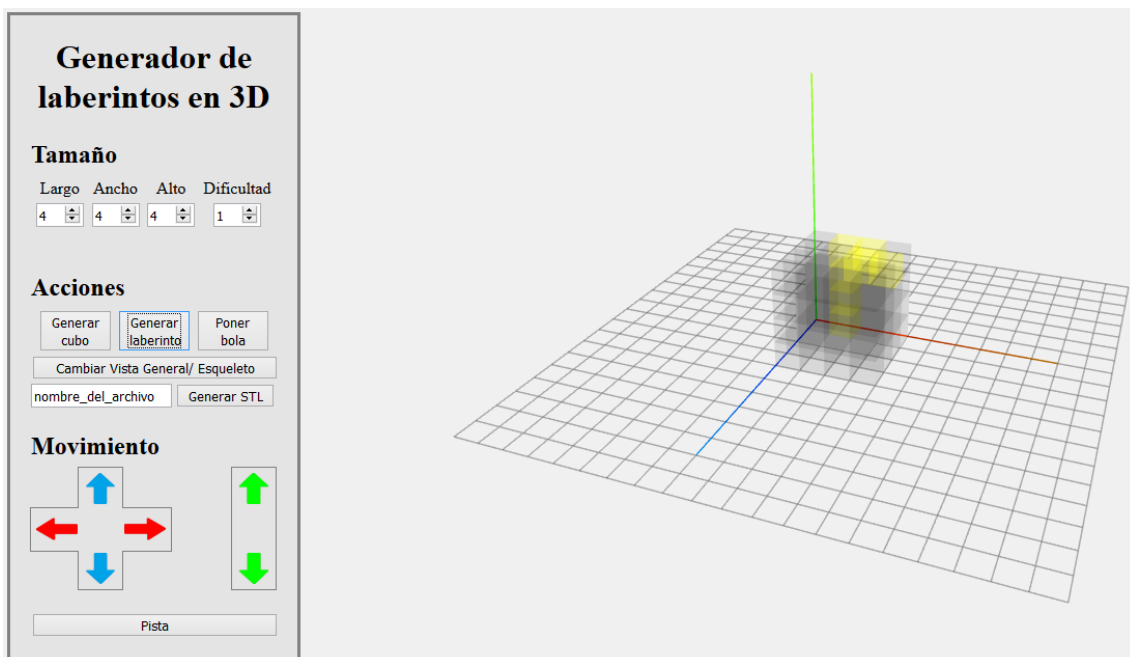 Generador de
laberintos en 3D
Tamaño
Largo Ancho Alto Dificultad
4 4 4 1
Acciones
Generar cubo Generar laberinto Poner bola
Cambiar Vista General/ Esqueleto
nombre_del_archivo Generar STL
Movimiento
Pista